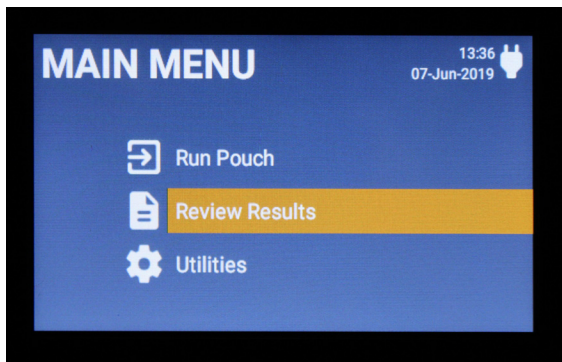 MAIN MENU
13:36
07-Jun-2019
Run Pouch
Review Results
Utilities